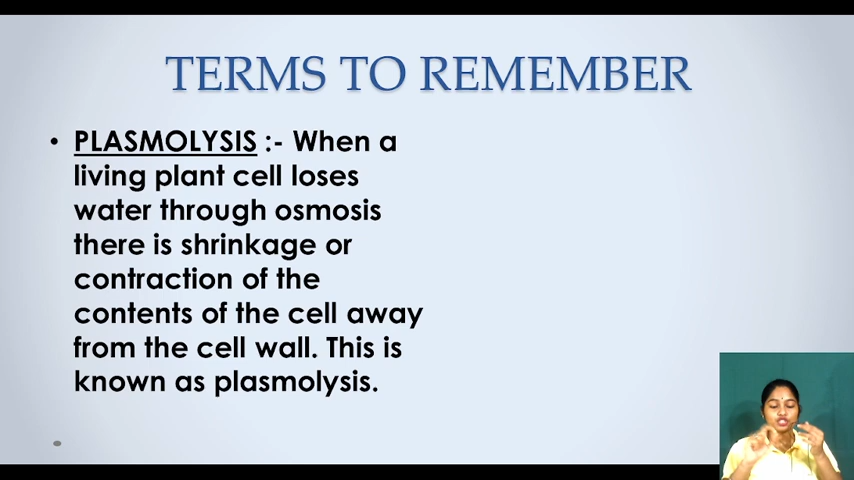 TERMS TO REMEMBER
• PLASMOLYSIS :- When a
living plant cell loses
water through osmosis
there is shrinkage or
contraction of the
contents of the cell away
from the cell wall. This is
known as plasmolysis.